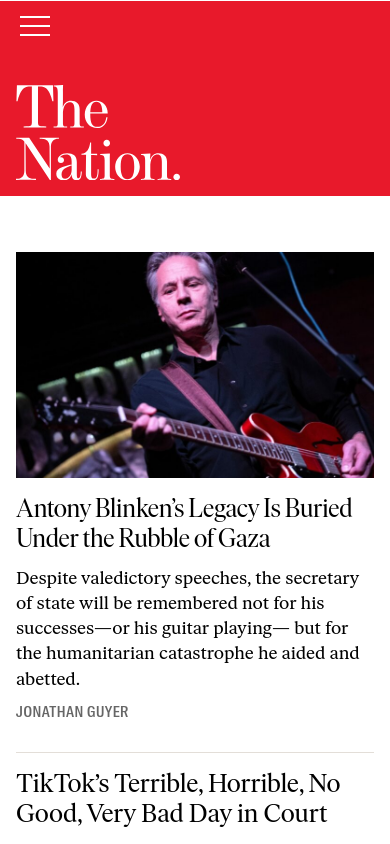 The
Nation.
Antony Blinken’s Legacy Is Buried
Under the Rubble of Gaza
Despite valedictory speeches, the secretary
of state will be remembered not for his
successes—or his guitar playing— but for
the humanitarian catastrophe he aided and
abetted.
JONATHAN GUYER
TikTok’s Terrible, Horrible, No
Good, Very Bad Day in Court